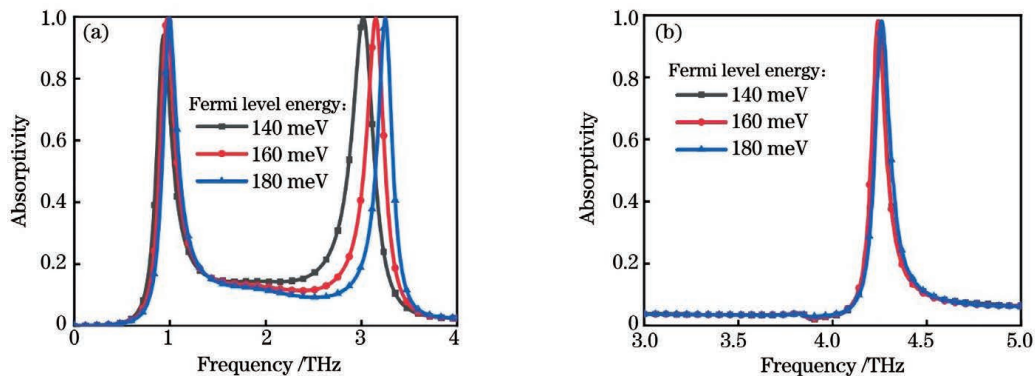 (a)
Absorptivity
1.0
0.8
0.6
0.4
0.2
0
Fermi level energy:
140 meV
160 meV
180 meV
0 1 2 3 4
Frequency /THz
(b)
Absorptivity
1.0
0.8
0.6
0.4
0.2
0
Fermi level energy:
140 meV
160 meV
180 meV
3.0 3.5 4.0 4.5 5.0
Frequency /THz